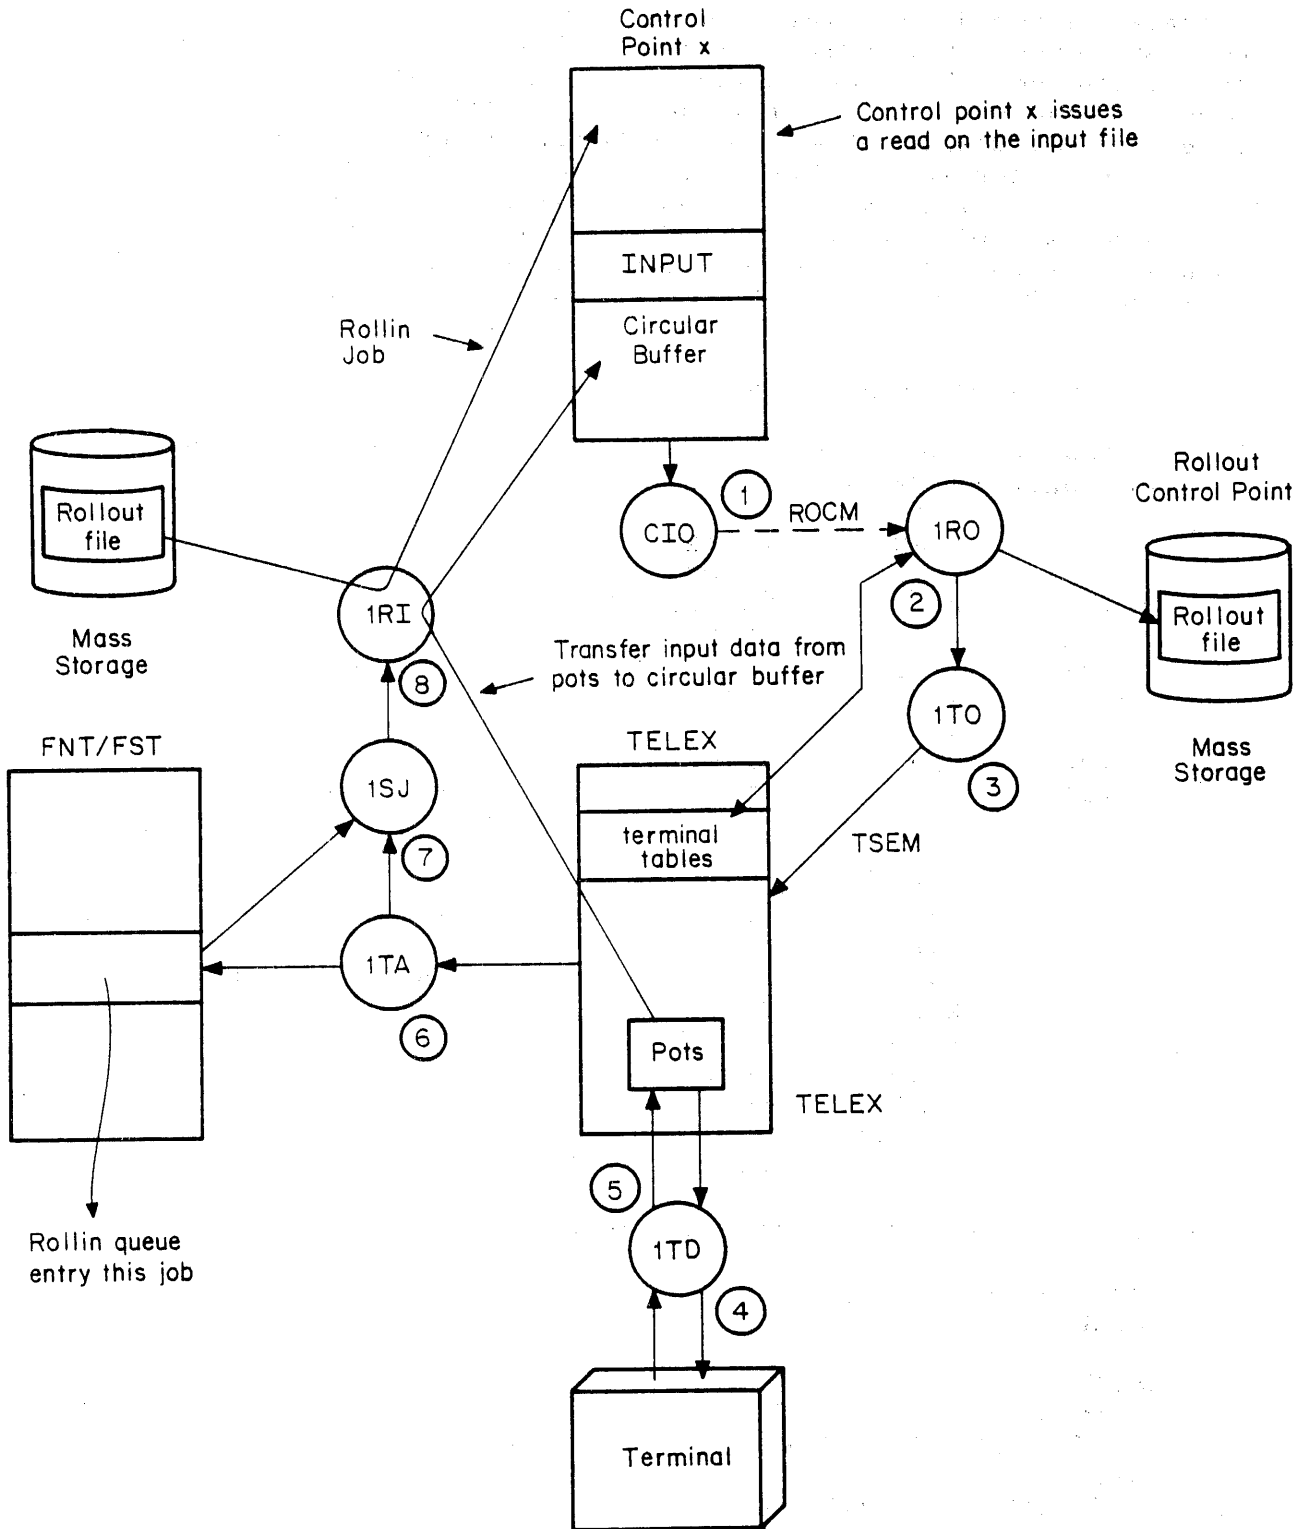 Control
Point x
Control point x issues
a read on the input file
INPUT
Circular
Buffer
Rollin
Job
Rollout
file
Mass
Storage
CIO
1
ROCM
1RO
2
Rollout
Control Point
Rollout
file
Mass
Storage
1RI
8
Transfer input data from
pots to circular buffer
1TO
3
TSEM
FNT/FST
1SJ
7
TELEX
terminal
tables
1TA
6
Pots
TELEX
5
1TD
4
Rollin queue
entry this job
Terminal